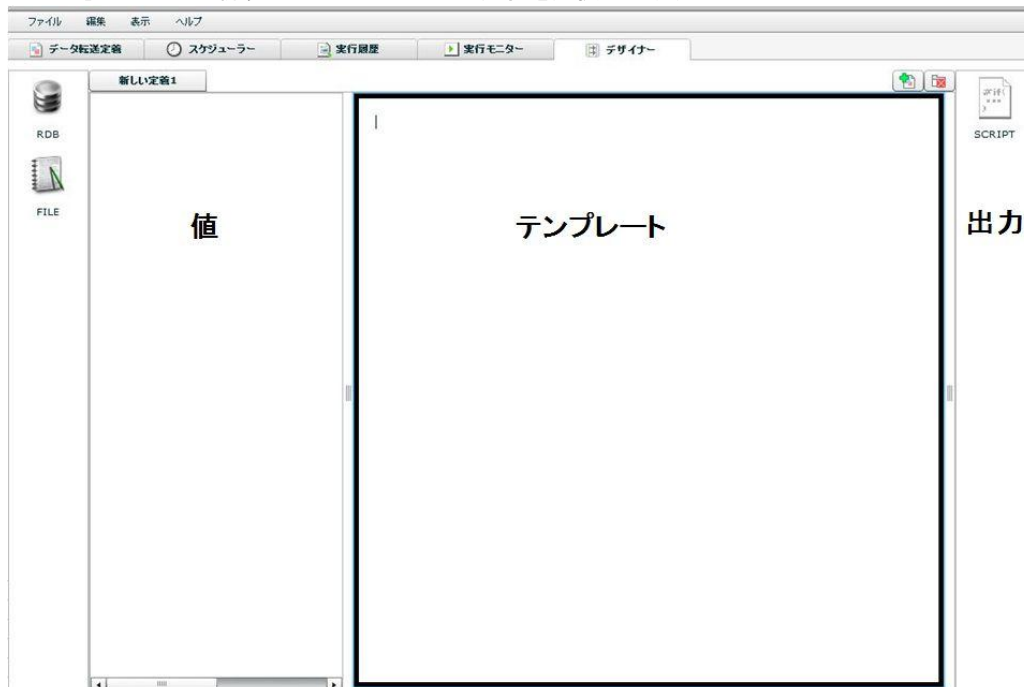 ファイル 編集 表示 ヘルプ
データ転送定義 スケジューラー 実行履歴 実行モニター デザイナー
新しい定義1
RDB
FILE
値
テンプレート
SCRIPT
出力